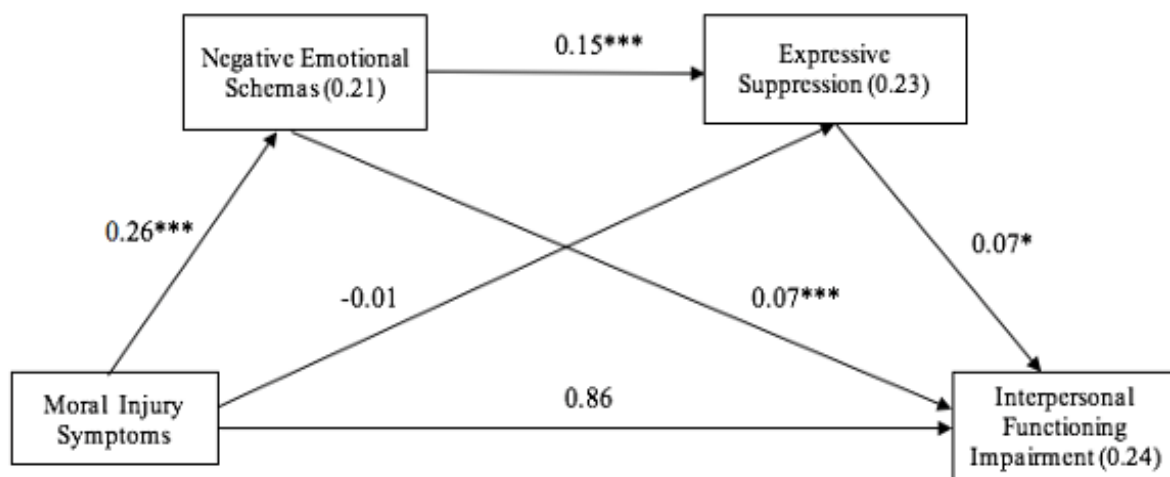 Negative Emotional
Schemas (0.21)
0.15***
Expressive
Suppression (0.23)
0.26***
-0.01
0.07***
0.07*
Moral Injury
Symptoms
0.86
Interpersonal
Functioning
Impairment (0.24)